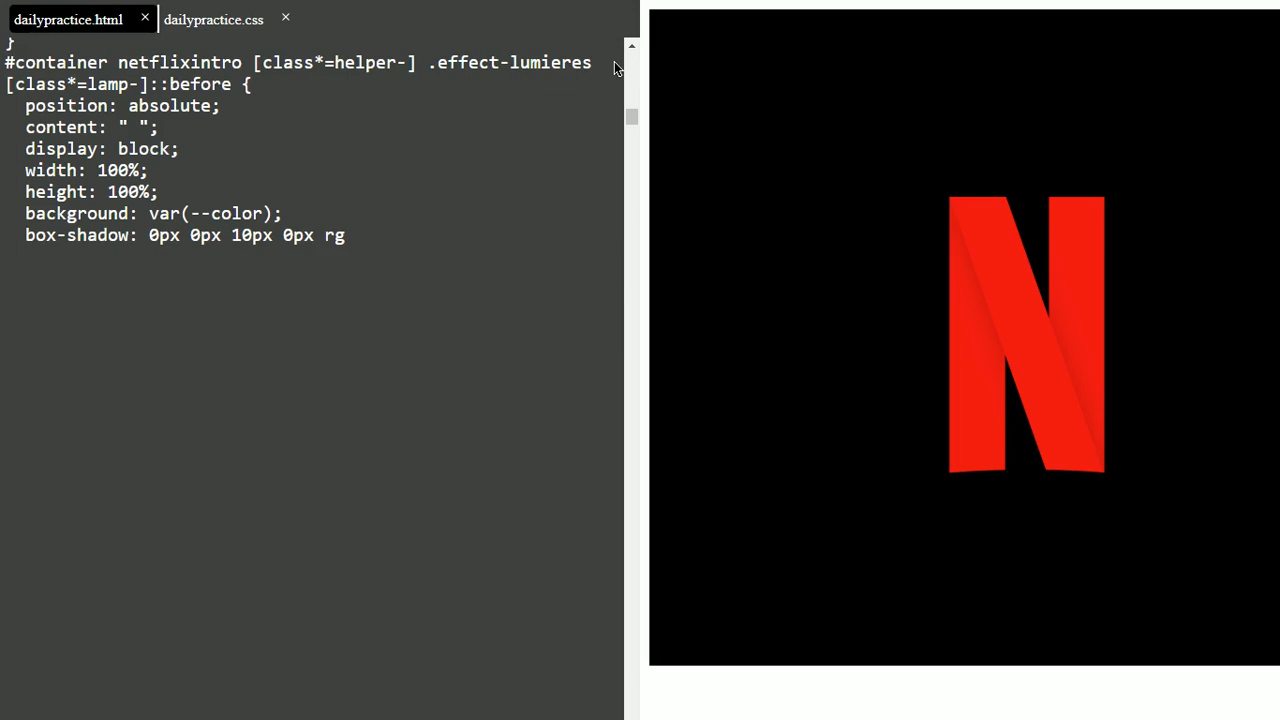 dailypractice.html × dailypractice.css ×
}
#container netflixintro [class*=helper-] .effect-lumieres
[class*=lamp-]::before {
  position: absolute;
  content: " ";
  display: block;
  width: 100%;
  height: 100%;
  background: var(--color);
  box-shadow: 0px 0px 10px 0px rg
N